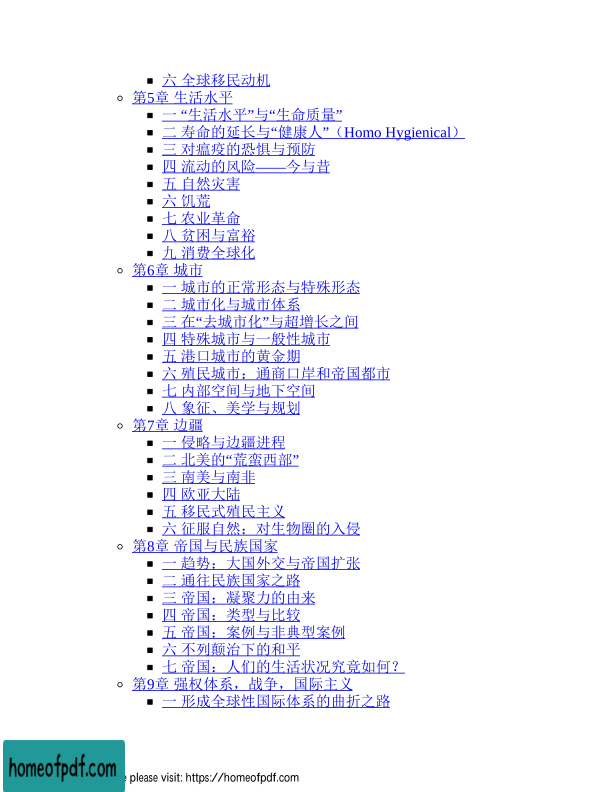 六 全球移民动机
第5章 生活水平
一 “生活水平”与“生命质量”
二 寿命的延长与“健康人”（Homo Hygienical）
三 对瘟疫的恐惧与预防
四 流动的风险——今与昔
五 自然灾害
六 饥荒
七 农业革命
八 贫困与富裕
九 消费全球化
第6章 城市
一 城市的正常形态与特殊形态
二 城市化与城市体系
三 在“去城市化”与超增长之间
四 特殊城市与一般性城市
五 港口城市的黄金期
六 殖民城市：通商口岸和帝国都市
七 内部空间与地下空间
八 象征、美学与规划
第7章 边疆
一 侵略与边疆进程
二 北美的“荒蛮西部”
三 南美与南非
四 欧亚大陆
五 移民式殖民主义
六 征服自然：对生物圈的入侵
第8章 帝国与民族国家
一 趋势：大国外交与帝国扩张
二 通往民族国家之路
三 帝国：凝聚力的由来
四 帝国：类型与比较
五 帝国：案例与非典型案例
六 不列颠治下的和平
七 帝国：人们的生活状况究竟如何？
第9章 强权体系，战争，国际主义
一 形成全球性国际体系的曲折之路
homeofpdf.com
please visit: https://homeofpdf.com